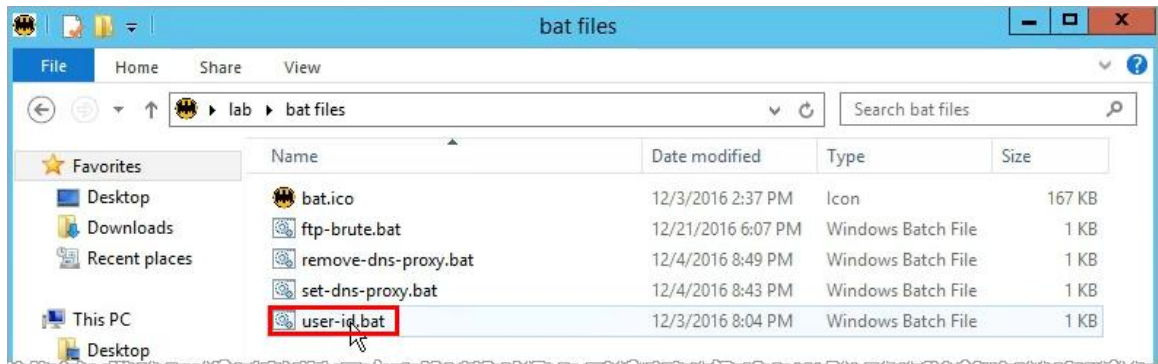 bat files
File Home Share View
lab bat files Search bat files
Name Date modified Type Size
Favorites
Desktop
Downloads
Recent places
This PC
Desktop
bat.ico 12/3/2016 2:37 PM Icon 167 KB
ftp-brute.bat 12/21/2016 6:07 PM Windows Batch File 1 KB
remove-dns-proxy.bat 12/4/2016 8:49 PM Windows Batch File 1 KB
set-dns-proxy.bat 12/4/2016 8:43 PM Windows Batch File 1 KB
user-id.bat 12/3/2016 8:04 PM Windows Batch File 1 KB